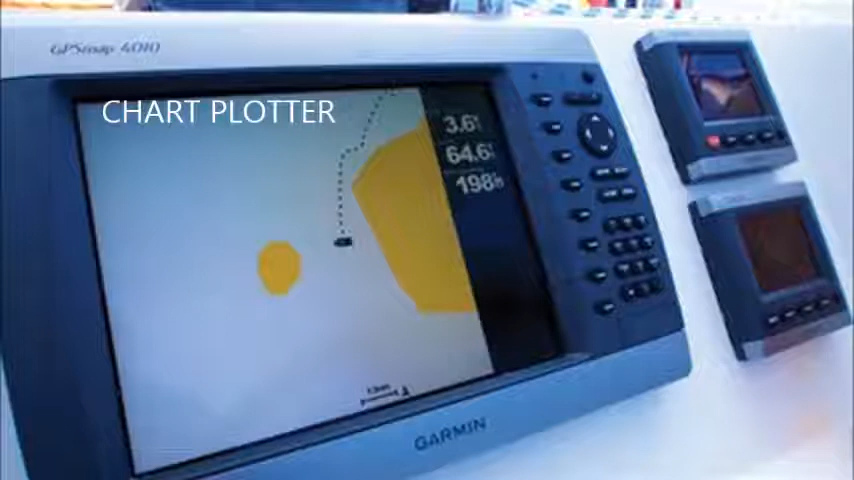 GPSmap 4010
CHART PLOTTER
3.6
64.6
198
GARMIN